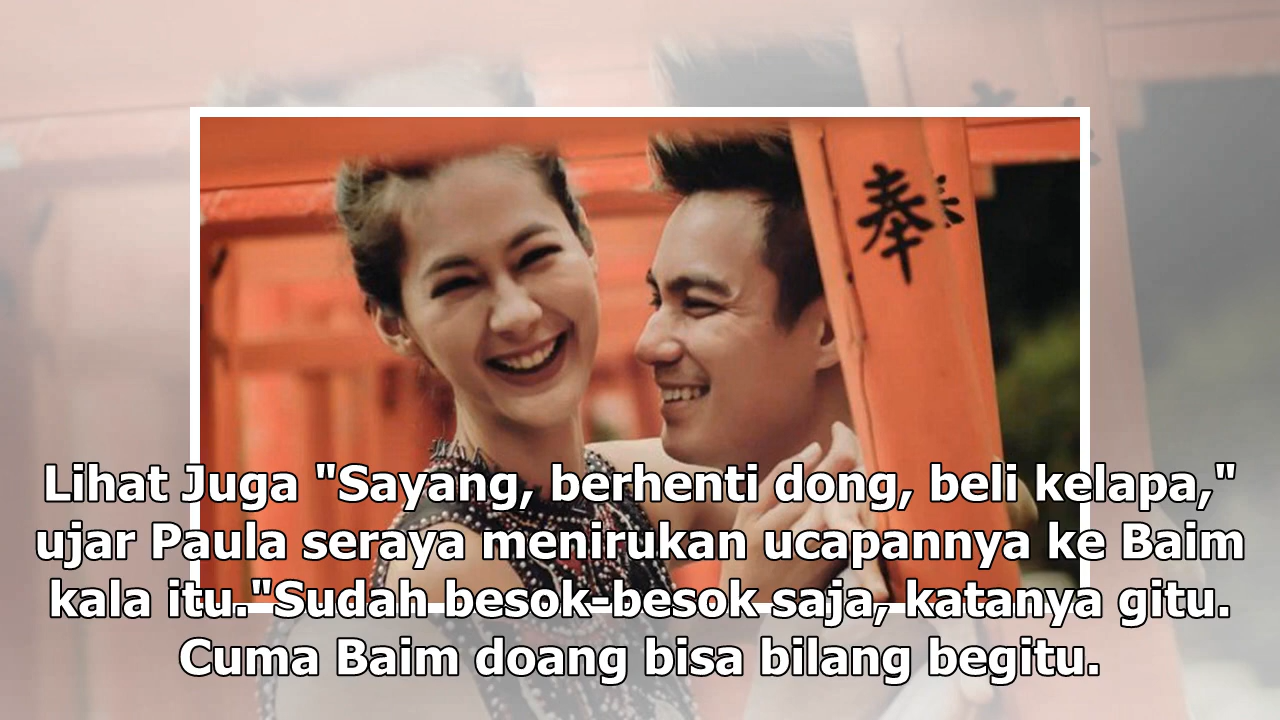 奉
Lihat Juga "Sayang, berhenti dong, beli kelapa,"
ujar Paula seraya menirukan ucapannya ke Baim
kala itu."Sudah besok-besok saja, katanya gitu.
Cuma Baim doang bisa bilang begitu.